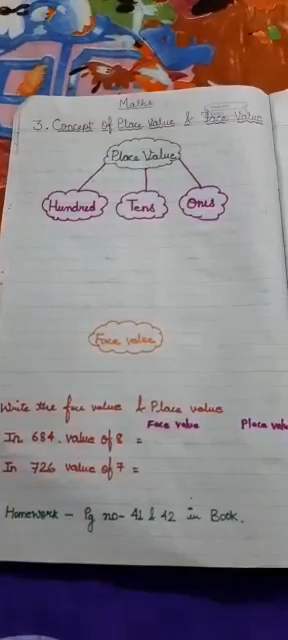 Maths
3. Concept of Place Value & Face Value
Place Value
Hundred Tens Ones
Face value
Write the face value & Place value
Face value Place value
In 684. value of 8 =
In 726 value of 7 =
Homework - Pg no- 41 & 42 in Book.